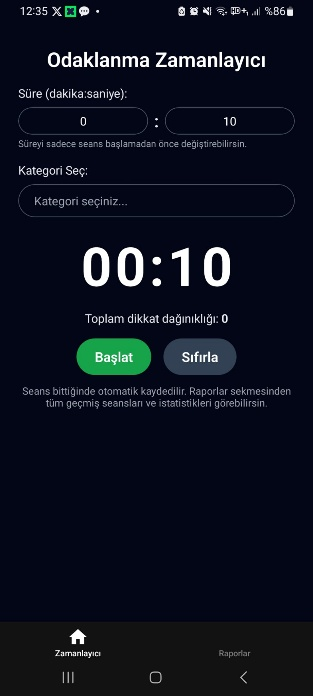 12:35 %86
Odaklanma Zamanlayıcı
Süre (dakika:saniye):
0 : 10
Süreyi sadece seans başlamadan önce değiştirebilirsin.
Kategori Seç:
Kategori seçiniz...
00:10
Toplam dikkat dağınıklığı: 0
Başlat Sıfırla
Seans bittiğinde otomatik kaydedilir. Raporlar sekmesinden
tüm geçmiş seansları ve istatistikleri görebilirsin.
Zamanlayıcı Raporlar